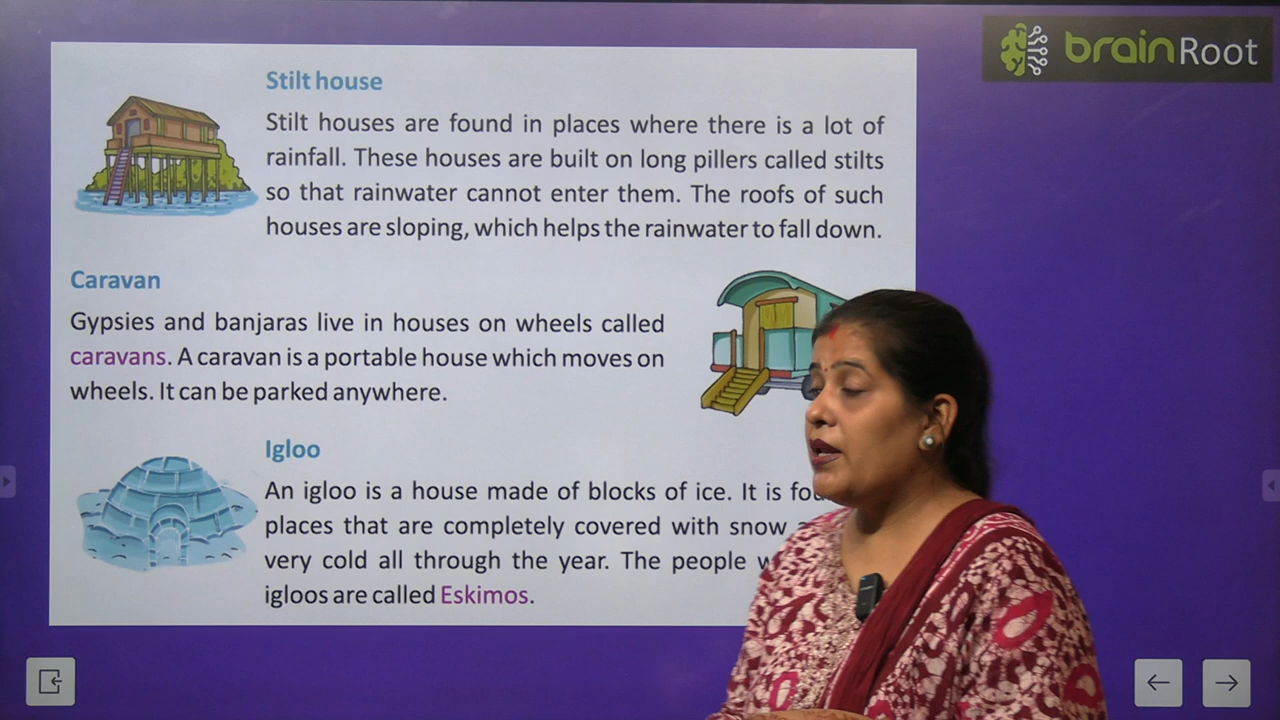 brainRoot
Stilt house
Stilt houses are found in places where there is a lot of
rainfall. These houses are built on long pillers called stilts
so that rainwater cannot enter them. The roofs of such
houses are sloping, which helps the rainwater to fall down.
Caravan
Gypsies and banjaras live in houses on wheels called
caravans. A caravan is a portable house which moves on
wheels. It can be parked anywhere.
Igloo
An igloo is a house made of blocks of ice. It is
places that are completely covered with snow
very cold all through the year. The people
igloos are called Eskimos.